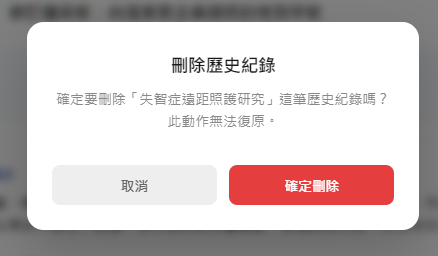 刪除歷史紀錄
確定要刪除「失智症遠距照護研究」這筆歷史紀錄嗎？
此動作無法復原。
取消
確定刪除